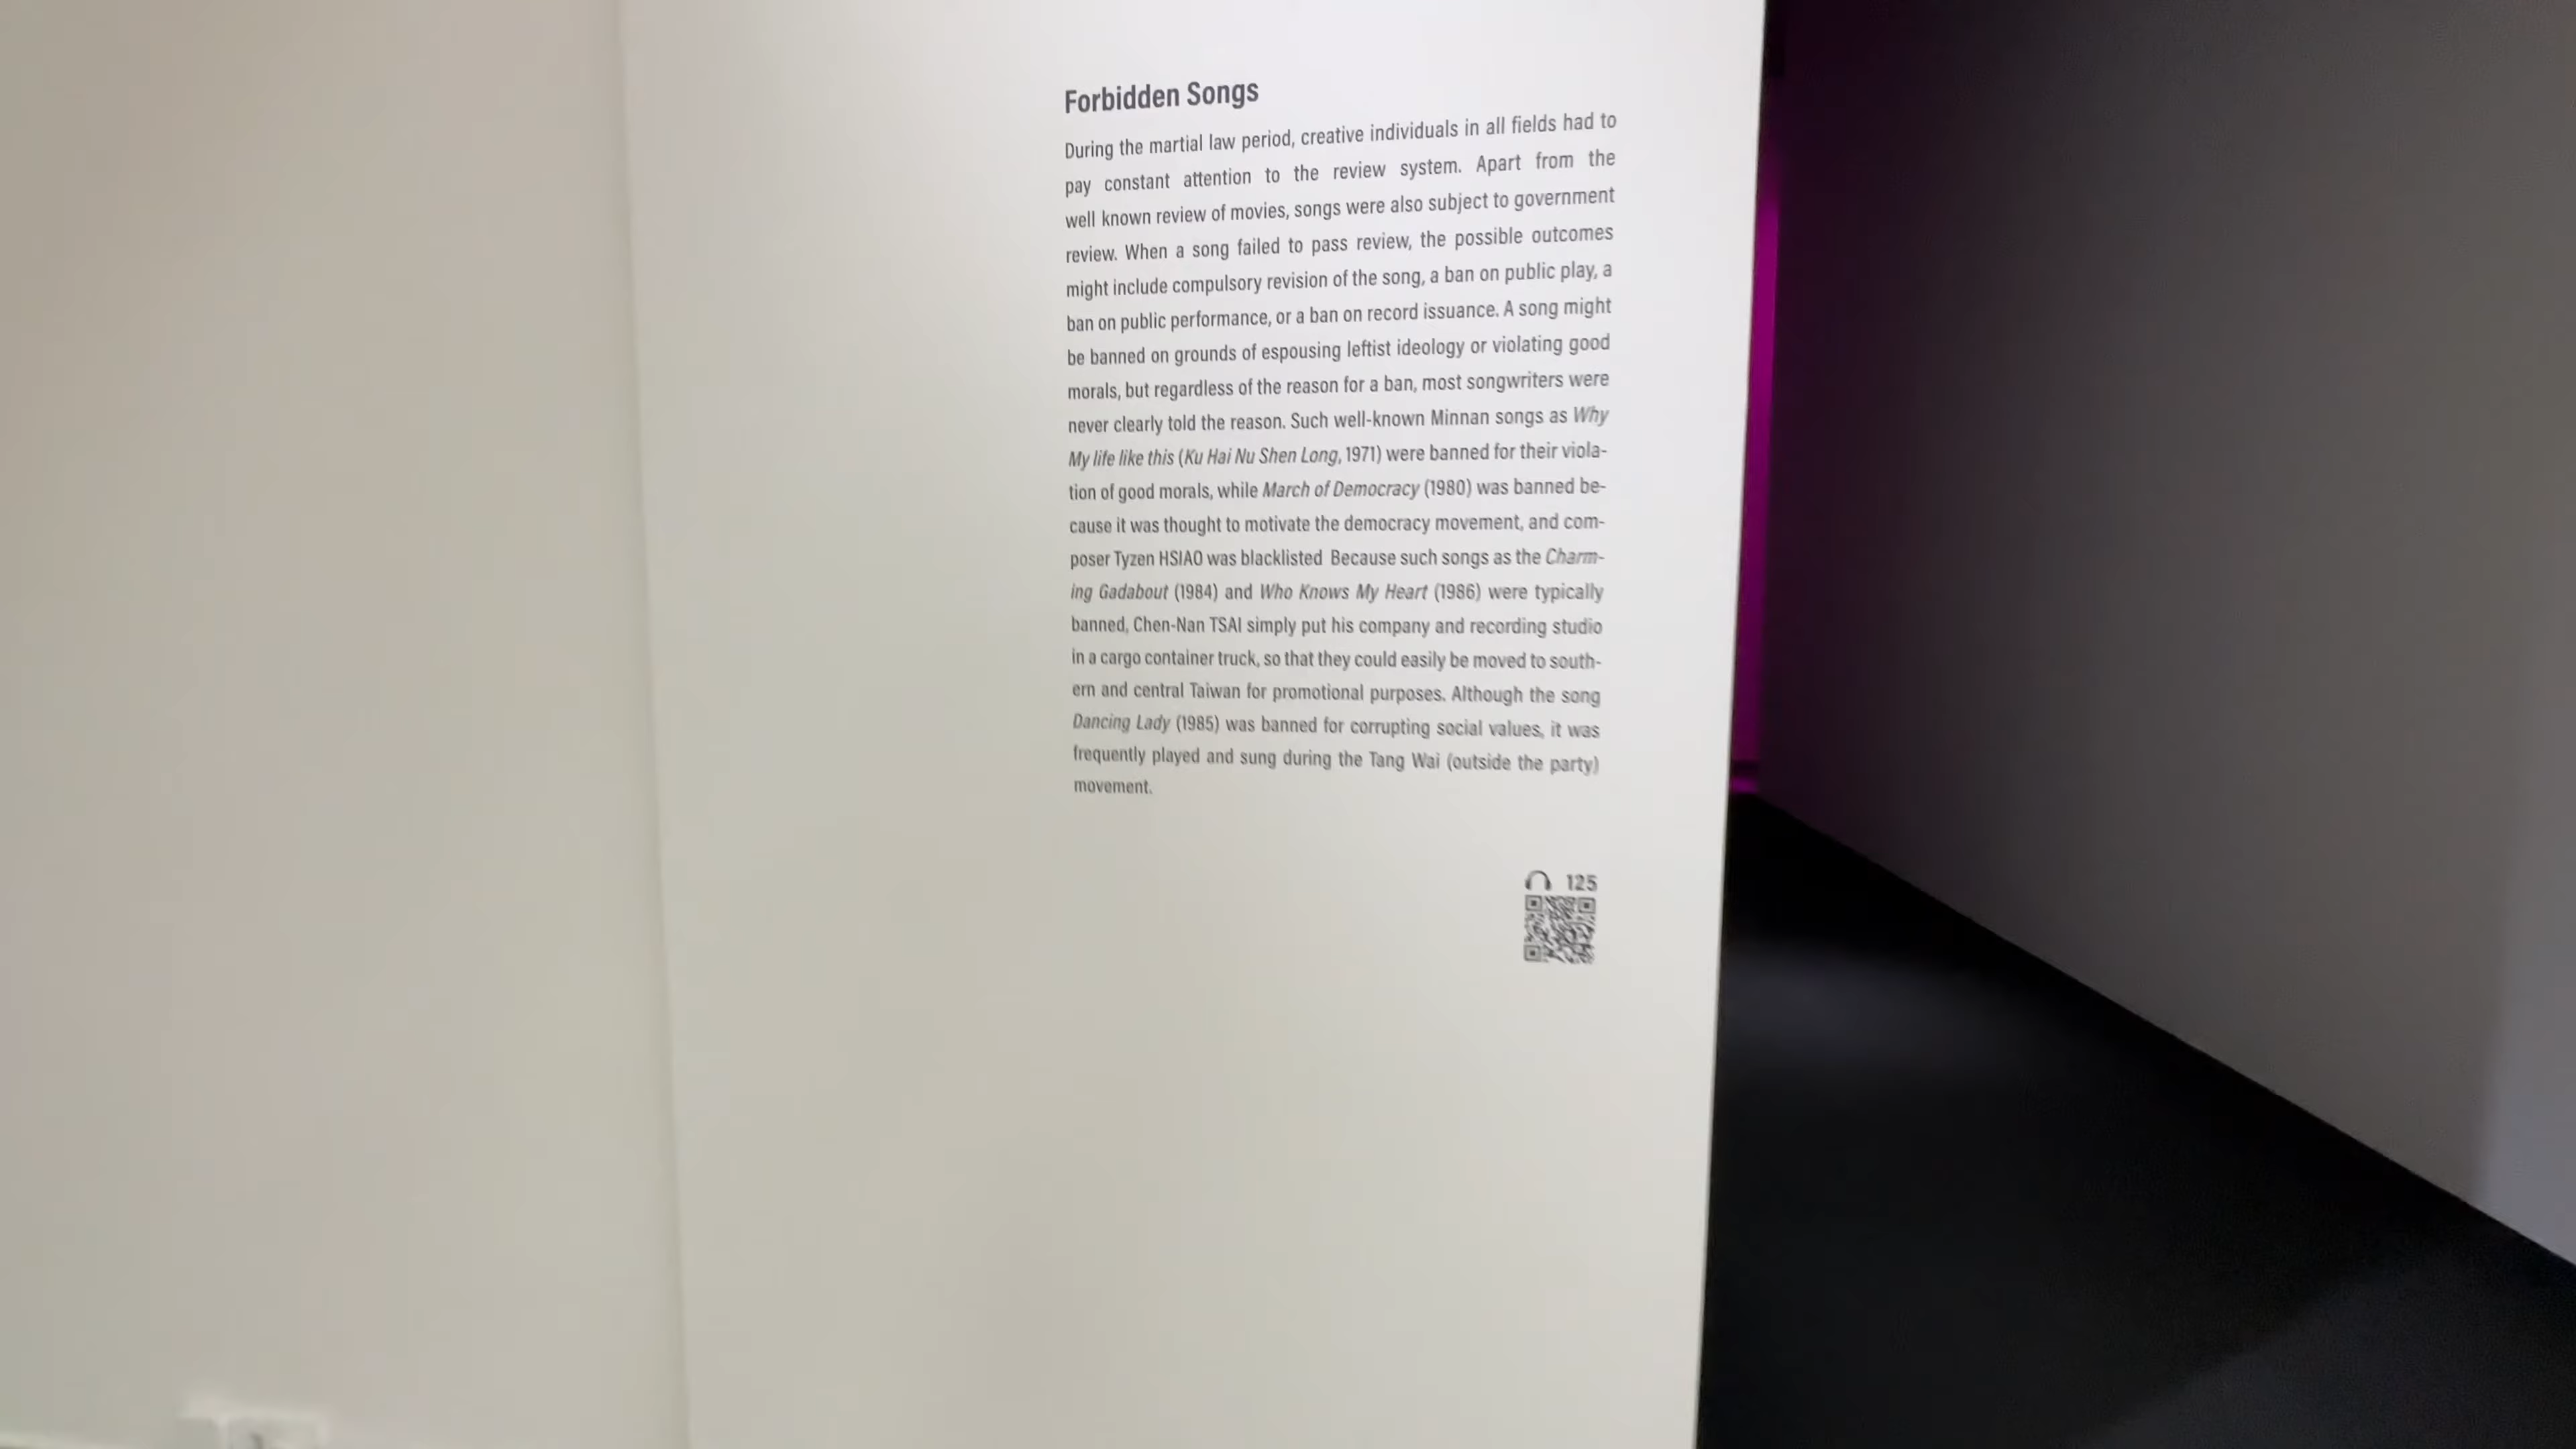 Forbidden Songs
During the martial law period, creative individuals in all fields had to
pay constant attention to the review system. Apart from the
well known review of movies, songs were also subject to government
review. When a song failed to pass review, the possible outcomes
might include compulsory revision of the song, a ban on public play, a
ban on public performance, or a ban on record issuance. A song might
be banned on grounds of espousing leftist ideology or violating good
morals, but regardless of the reason for a ban, most songwriters were
never clearly told the reason. Such well-known Minnan songs as Why
My life like this (Ku Hai Nu Shen Long, 1971) were banned for their viola-
tion of good morals, while March of Democracy (1980) was banned be-
cause it was thought to motivate the democracy movement, and com-
poser Tyzen HSIAO was blacklisted Because such songs as the Charm-
ing Gadabout (1984) and Who Knows My Heart (1986) were typically
banned, Chen-Nan TSAI simply put his company and recording studio
in a cargo container truck, so that they could easily be moved to south-
ern and central Taiwan for promotional purposes. Although the song
Dancing Lady (1985) was banned for corrupting social values, it was
frequently played and sung during the Tang Wai (outside the party)
movement.
125